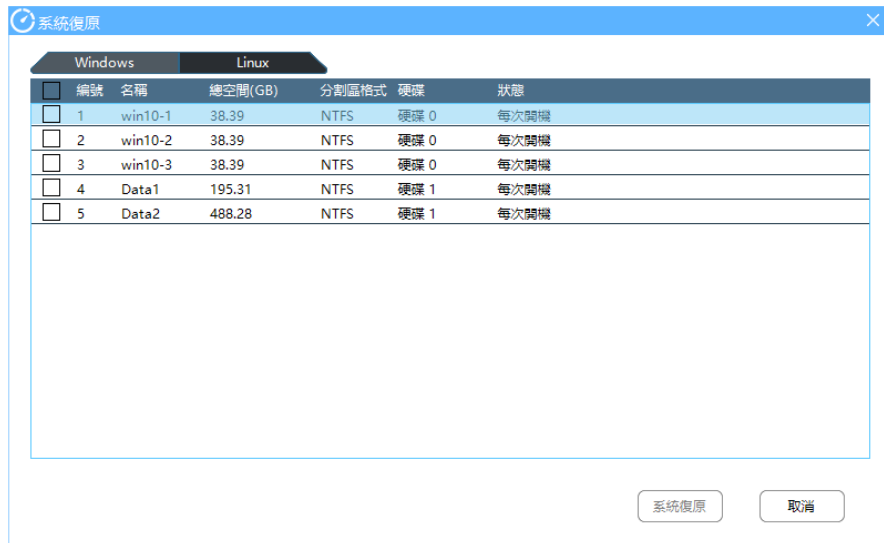 系統復原
Windows Linux
編號 名稱 總空間(GB) 分割區格式 硬碟 狀態
1 win10-1 38.39 NTFS 硬碟 0 每次開機
2 win10-2 38.39 NTFS 硬碟 0 每次開機
3 win10-3 38.39 NTFS 硬碟 0 每次開機
4 Data1 195.31 NTFS 硬碟 1 每次開機
5 Data2 488.28 NTFS 硬碟 1 每次開機
系統復原 取消